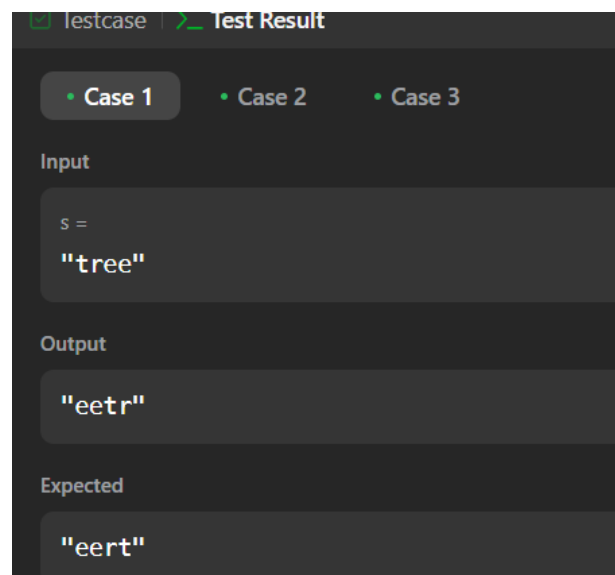 Testcase | >_ Test Result
• Case 1 • Case 2 • Case 3
Input
s =
"tree"
Output
"eetr"
Expected
"eert"